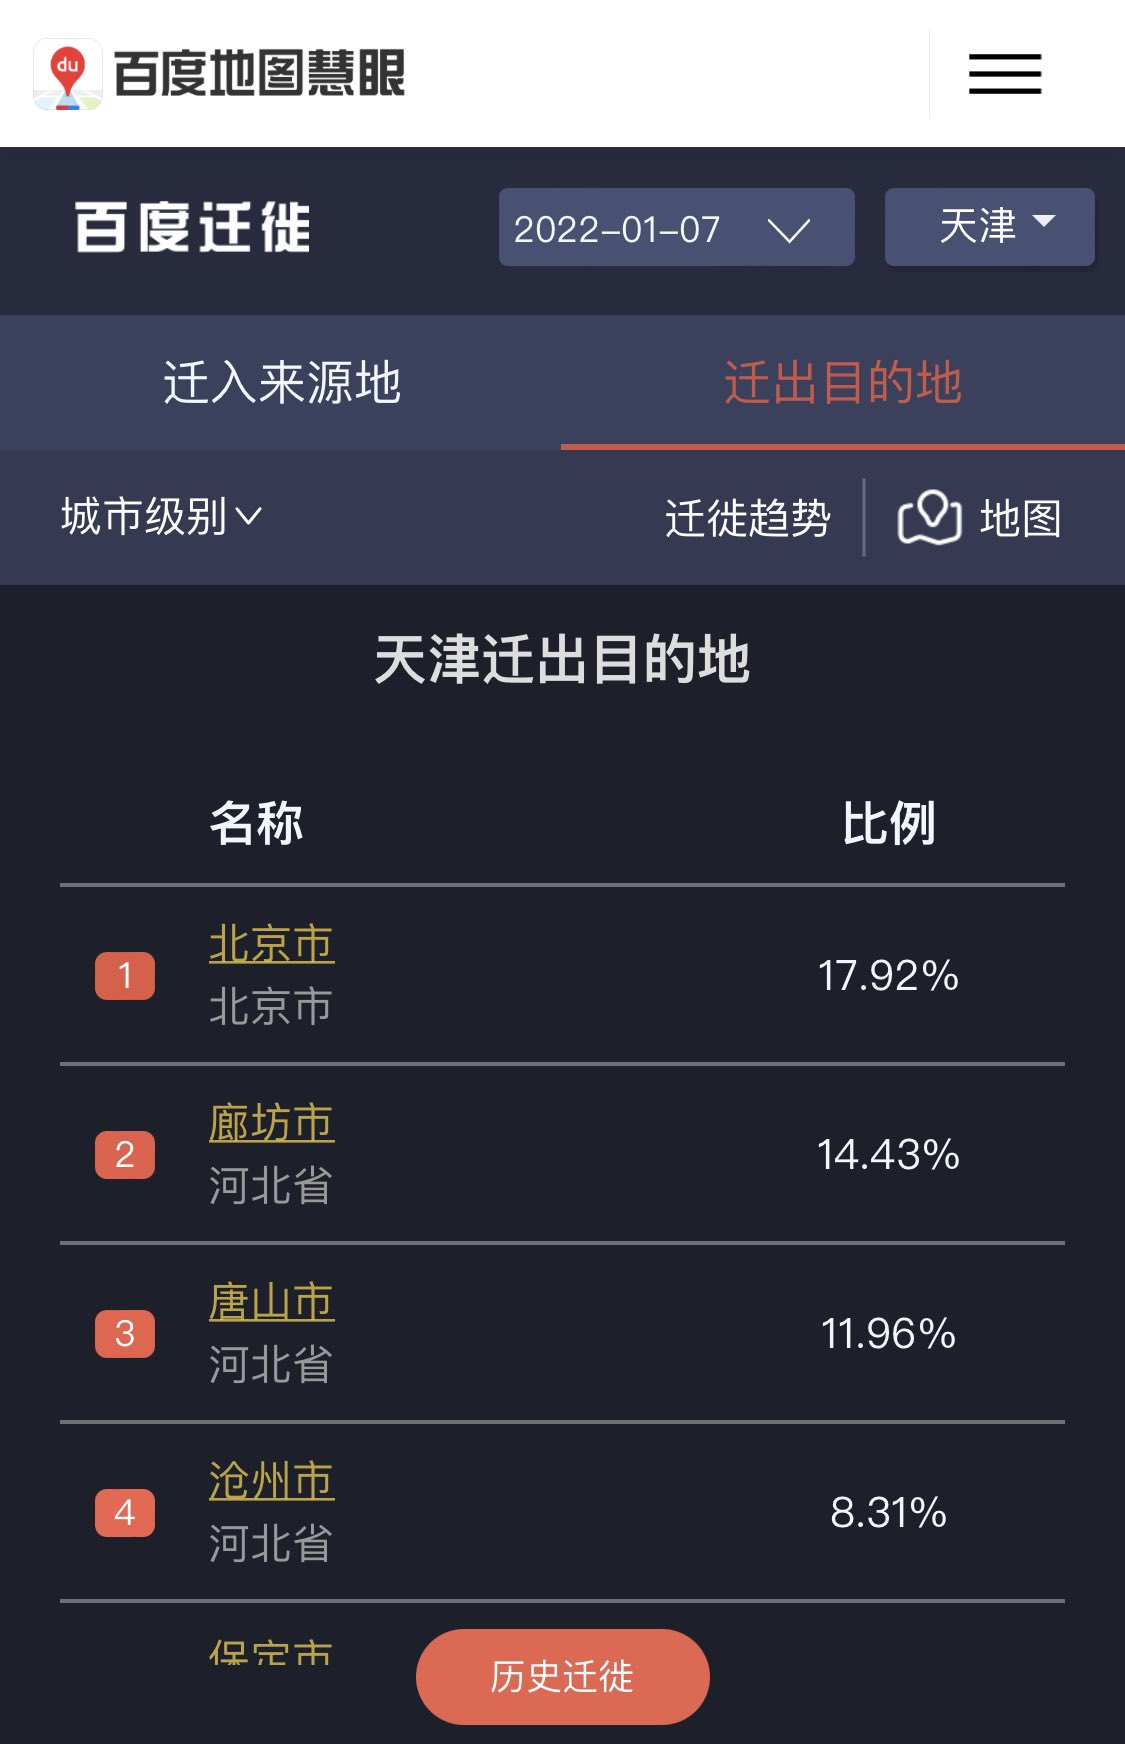 du 百度地图慧眼
百度迁徙 2022-01-07 天津
迁入来源地 迁出目的地
城市级别 迁徙趋势 地图
天津迁出目的地
名称 比例
1 北京市 17.92%
北京市
2 廊坊市 14.43%
河北省
3 唐山市 11.96%
河北省
4 沧州市 8.31%
河北省
保定市
历史迁徙